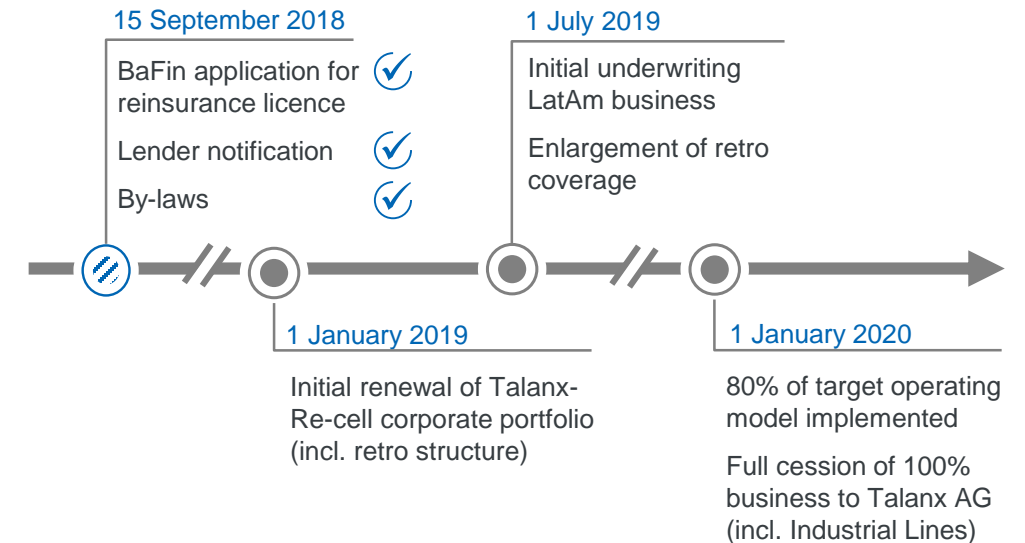 15 September 2018
BaFin application for
reinsurance licence
Lender notification
By-laws
1 July 2019
Initial underwriting
LatAm business
Enlargement of retro
coverage
1 January 2019
Initial renewal of Talanx-
Re-cell corporate portfolio
(incl. retro structure)
1 January 2020
80% of target operating
model implemented
Full cession of 100%
business to Talanx AG
(incl. Industrial Lines)